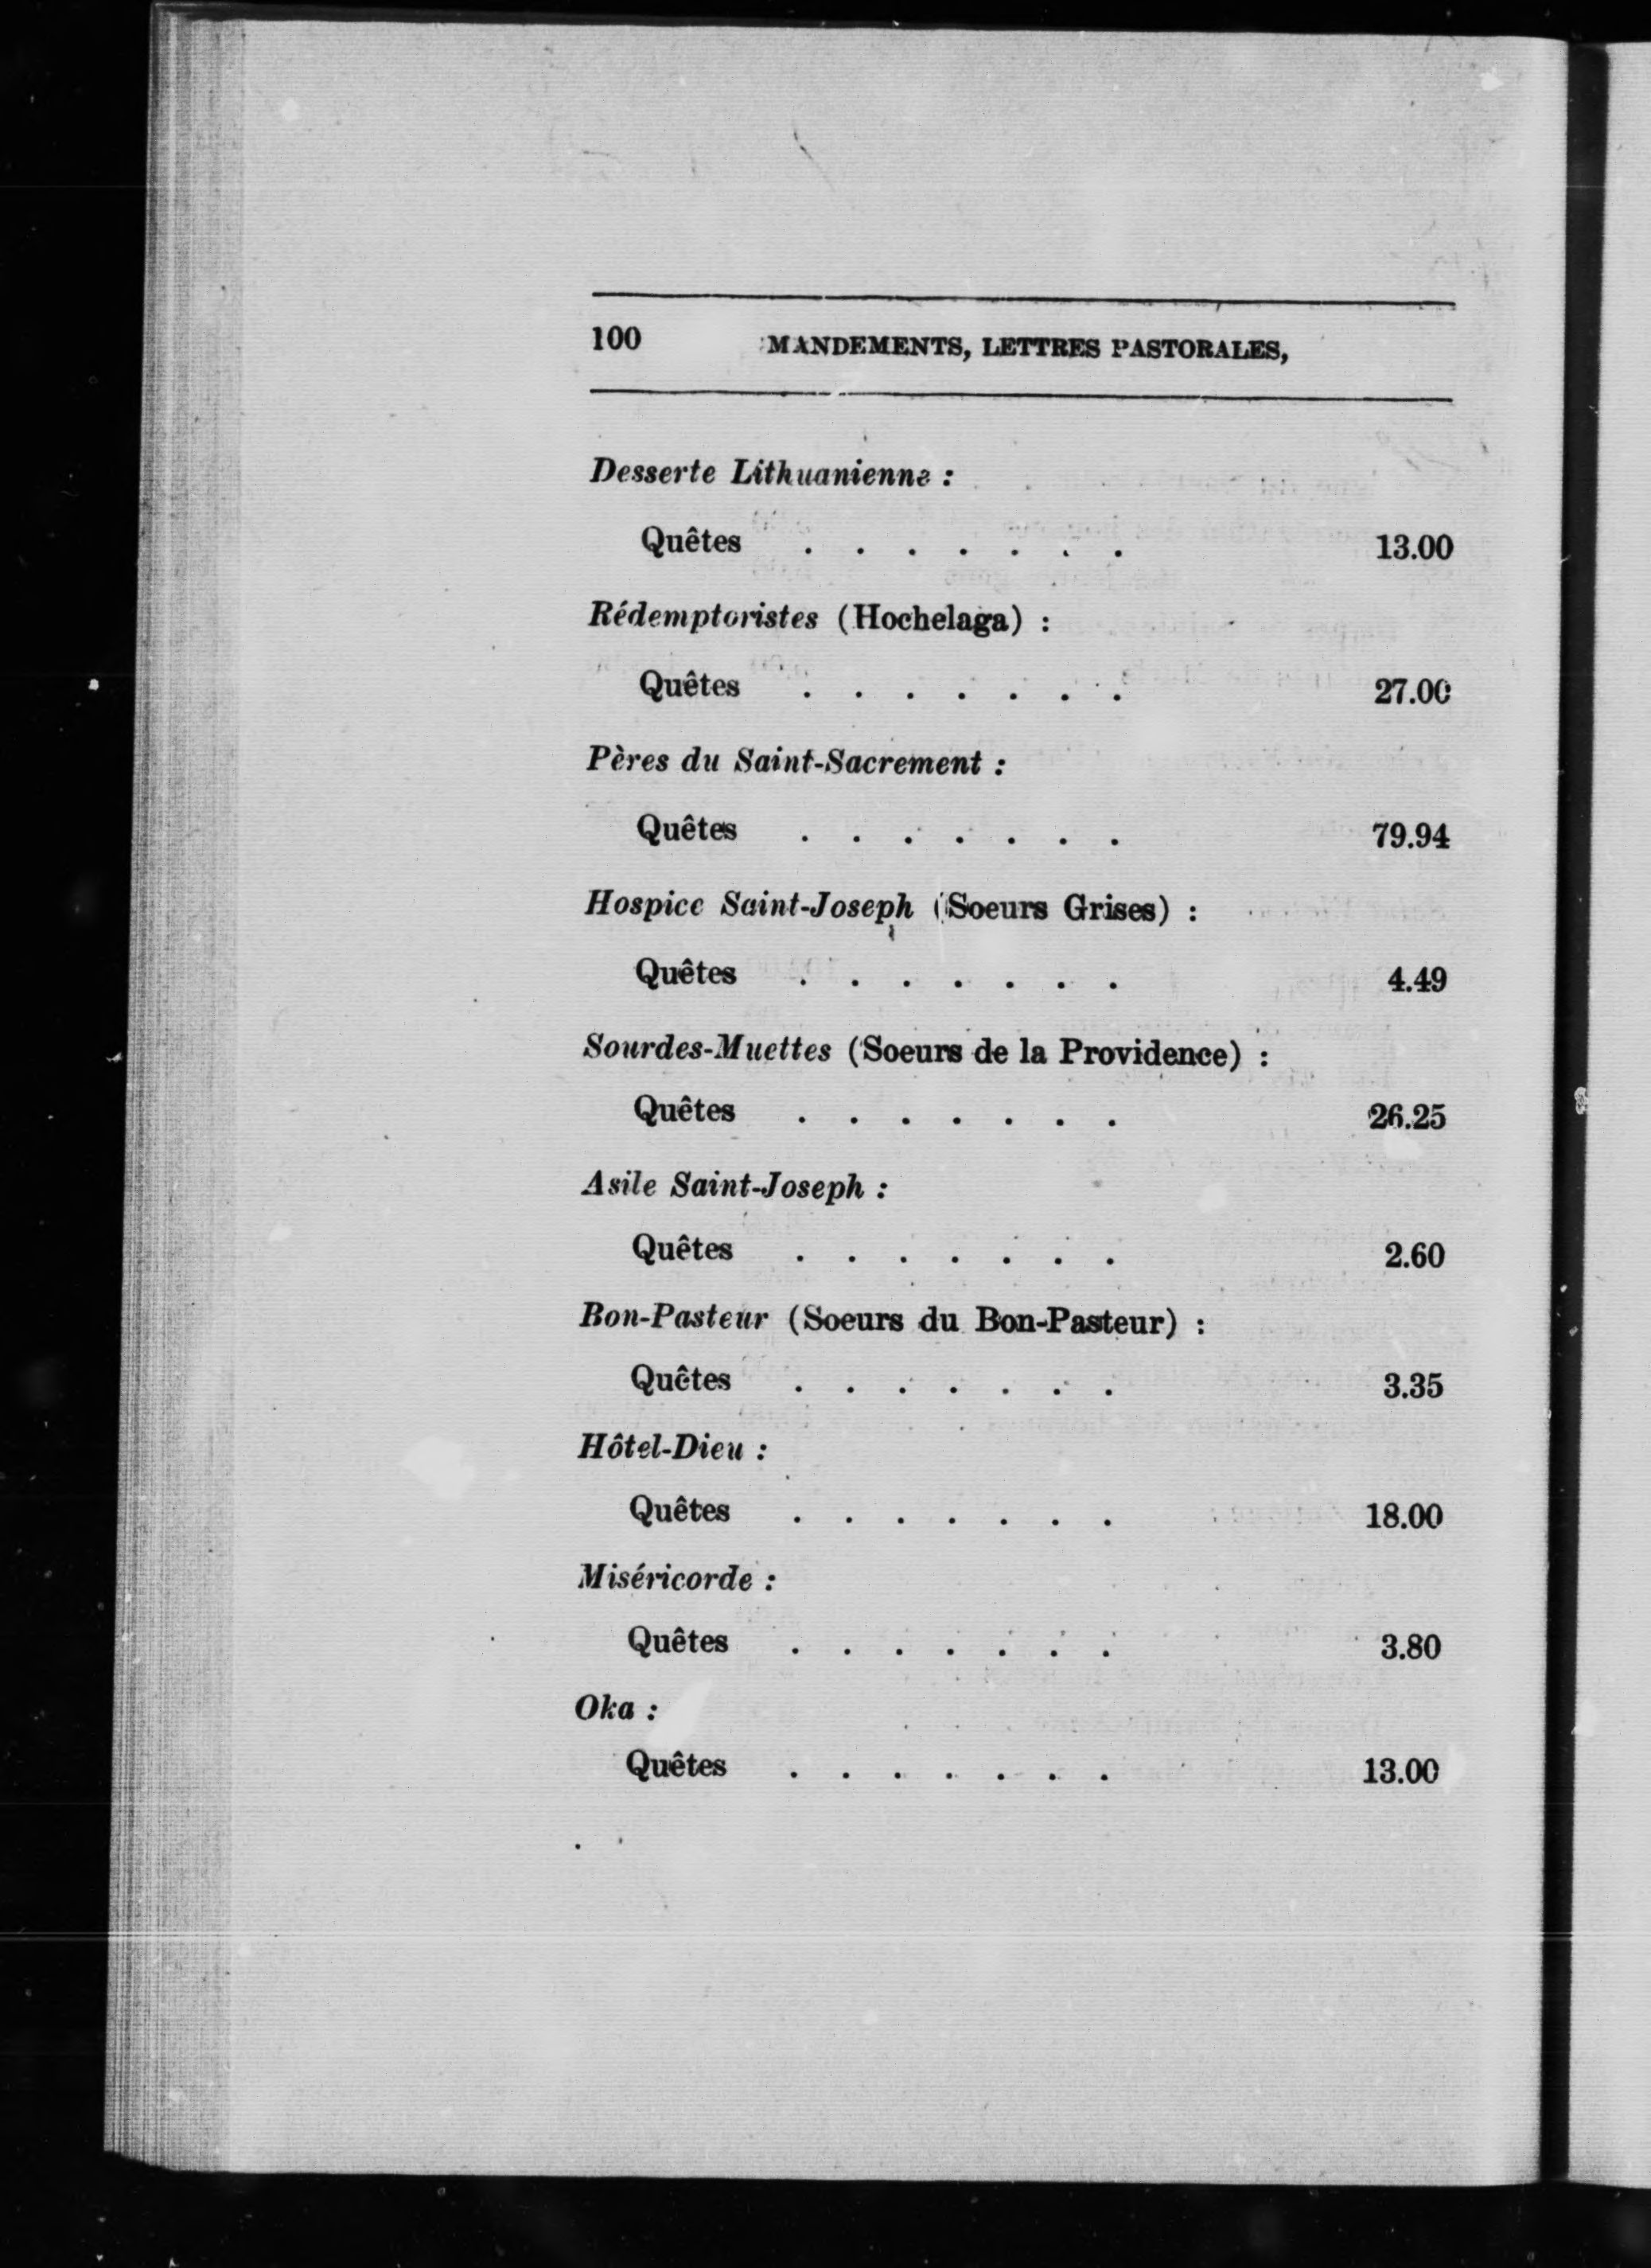 100 MANDEMENTS, LETTRES PASTORALES,
Desserte Lithuanienne :
Quêtes . . . . . . . 13.00
Rédemptoristes (Hochelaga) :
Quêtes . . . . . . . 27.00
Pères du Saint-Sacrement :
Quêtes . . . . . . . 79.94
Hospice Saint-Joseph (Soeurs Grises) :
Quêtes . . . . . . . 4.49
Sourdes-Muettes (Soeurs de la Providence) :
Quêtes . . . . . . . 26.25
Asile Saint-Joseph :
Quêtes . . . . . . . 2.60
Bon-Pasteur (Soeurs du Bon-Pasteur) :
Quêtes . . . . . . . 3.35
Hôtel-Dieu :
Quêtes . . . . . . . 18.00
Miséricorde :
Quêtes . . . . . . . 3.80
Oka :
Quêtes . . . . . . . 13.00